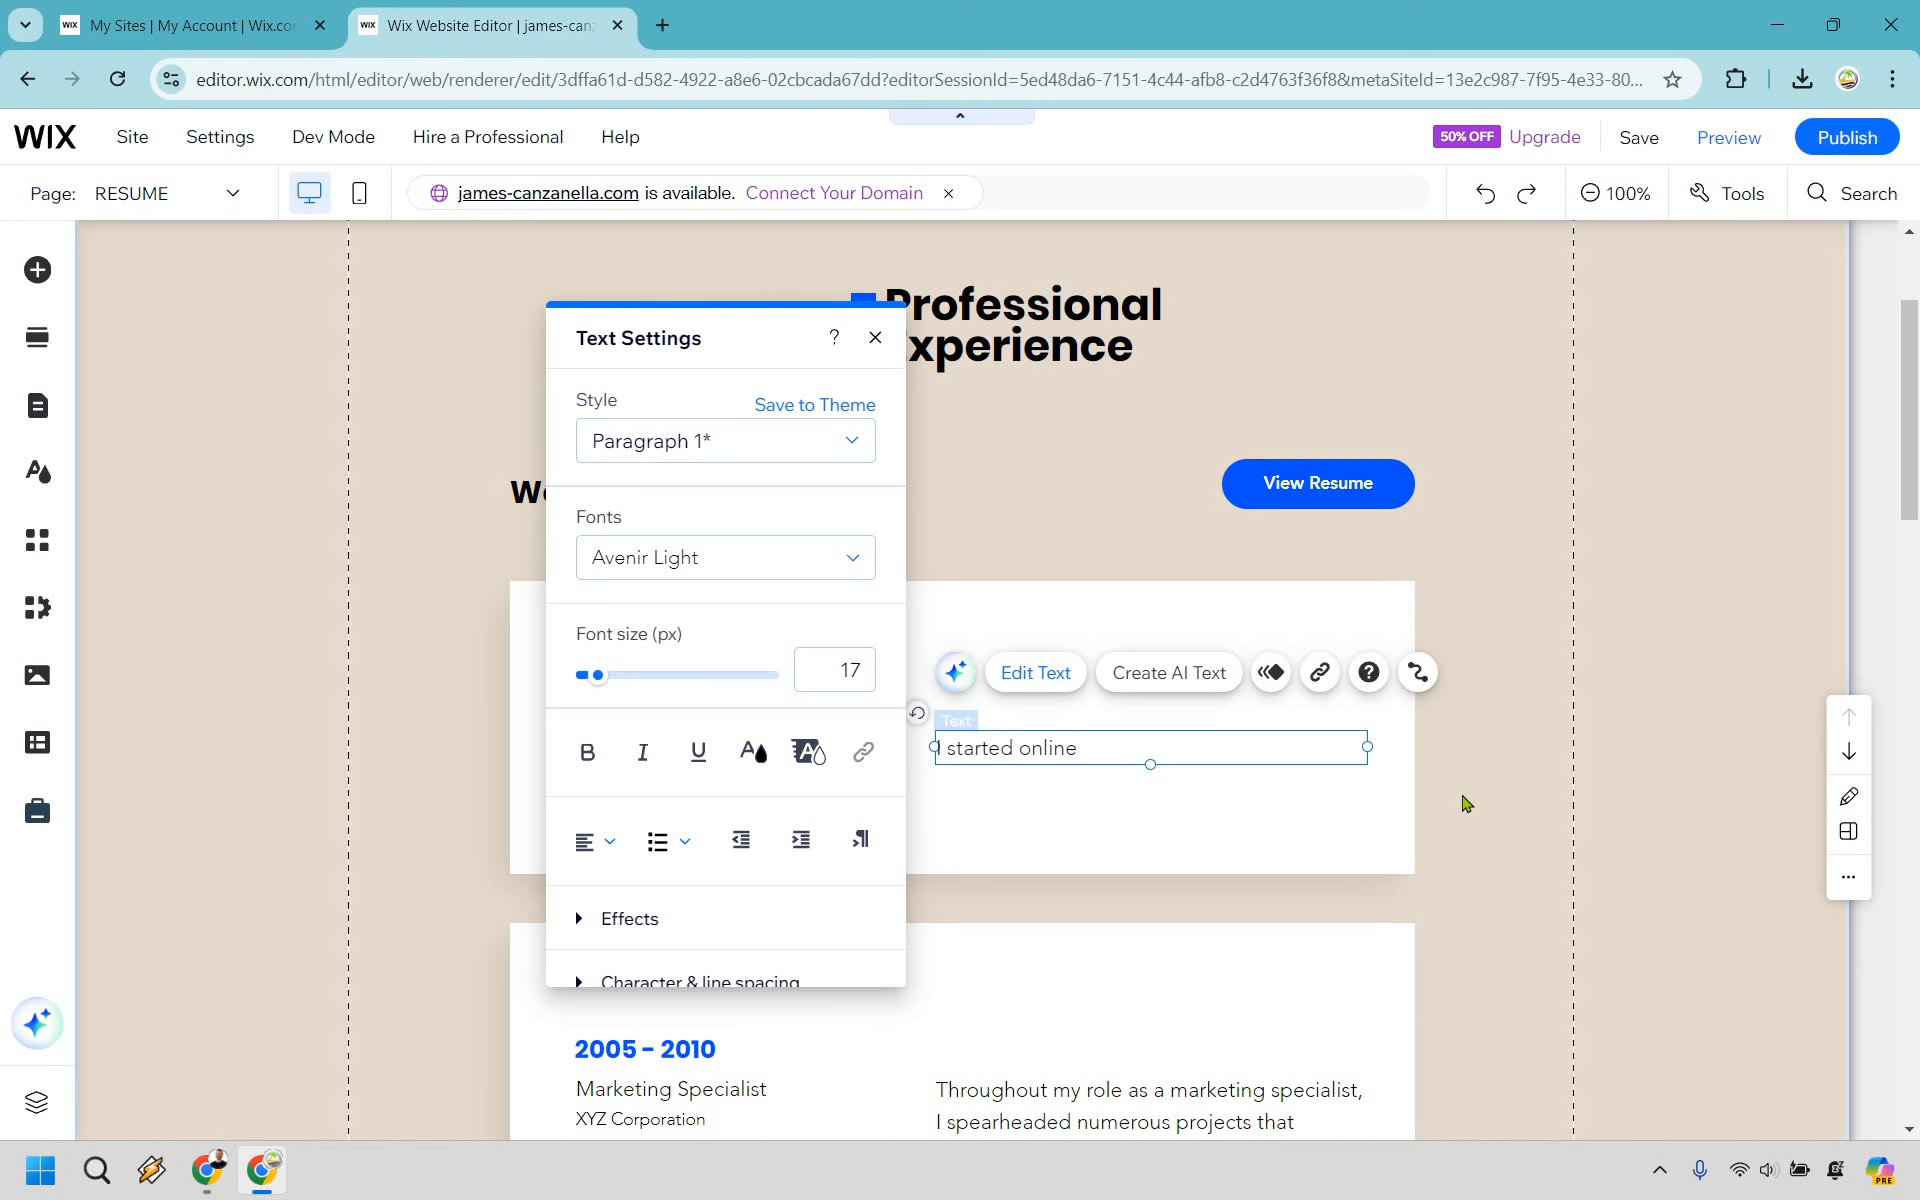 My Sites | My Account | Wix.co
Wix Website Editor | james-canz
editor.wix.com/html/editor/web/renderer/edit/3dffa61d-d582-4922-a8e6-02cbcada67dd?editorSessionId=5ed48da6-7151-4c44-afb8-c2d4763f36f8&metaSiteId=13e2c987-7f95-4e33-80...
WIX
Site
Settings
Dev Mode
Hire a Professional
Help
50% OFF
Upgrade
Save
Preview
Publish
Page: RESUME
james-canzanella.com is available. Connect Your Domain
100%
Tools
Search
Professional
xperience
Text Settings
?
Style
Save to Theme
Paragraph 1*
Wo
View Resume
Fonts
Avenir Light
Font size (px)
17
Edit Text
Create AI Text
Text
I started online
B I U
Effects
Character & line spacing
2005 - 2010
Marketing Specialist
XYZ Corporation
Throughout my role as a marketing specialist,
I spearheaded numerous projects that
PRE